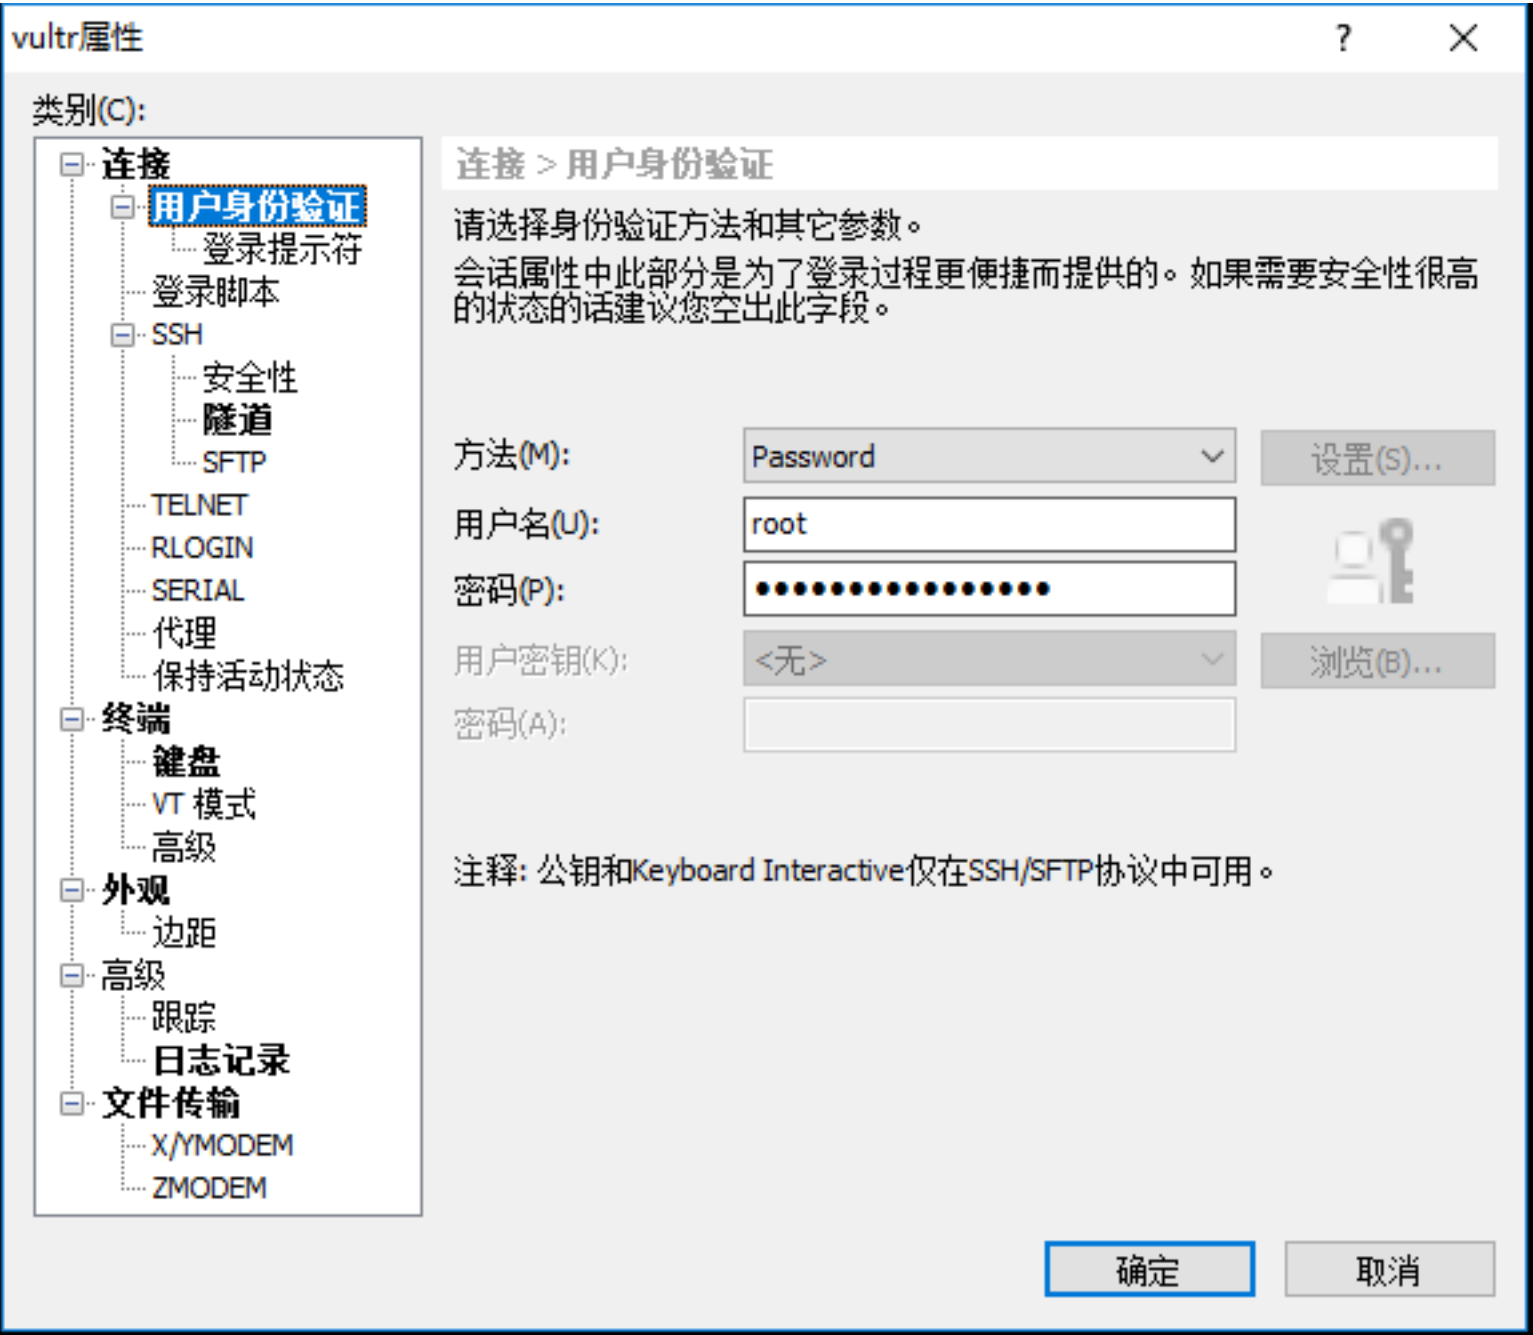 vultr属性
?
类别(C):
连接
用户身份验证
登录提示符
登录脚本
SSH
安全性
隧道
SFTP
TELNET
RLOGIN
SERIAL
代理
保持活动状态
终端
键盘
VT 模式
高级
外观
边距
高级
跟踪
日志记录
文件传输
X/YMODEM
ZMODEM
连接 > 用户身份验证
请选择身份验证方法和其它参数。
会话属性中此部分是为了登录过程更便捷而提供的。如果需要安全性很高
的状态的话建议您空出此字段。
方法(M):
Password
设置(S)...
用户名(U):
root
密码(P):
••••••••••••••••
用户密钥(K):
<无>
浏览(B)...
密码(A):
注释: 公钥和Keyboard Interactive仅在SSH/SFTP协议中可用。
确定
取消